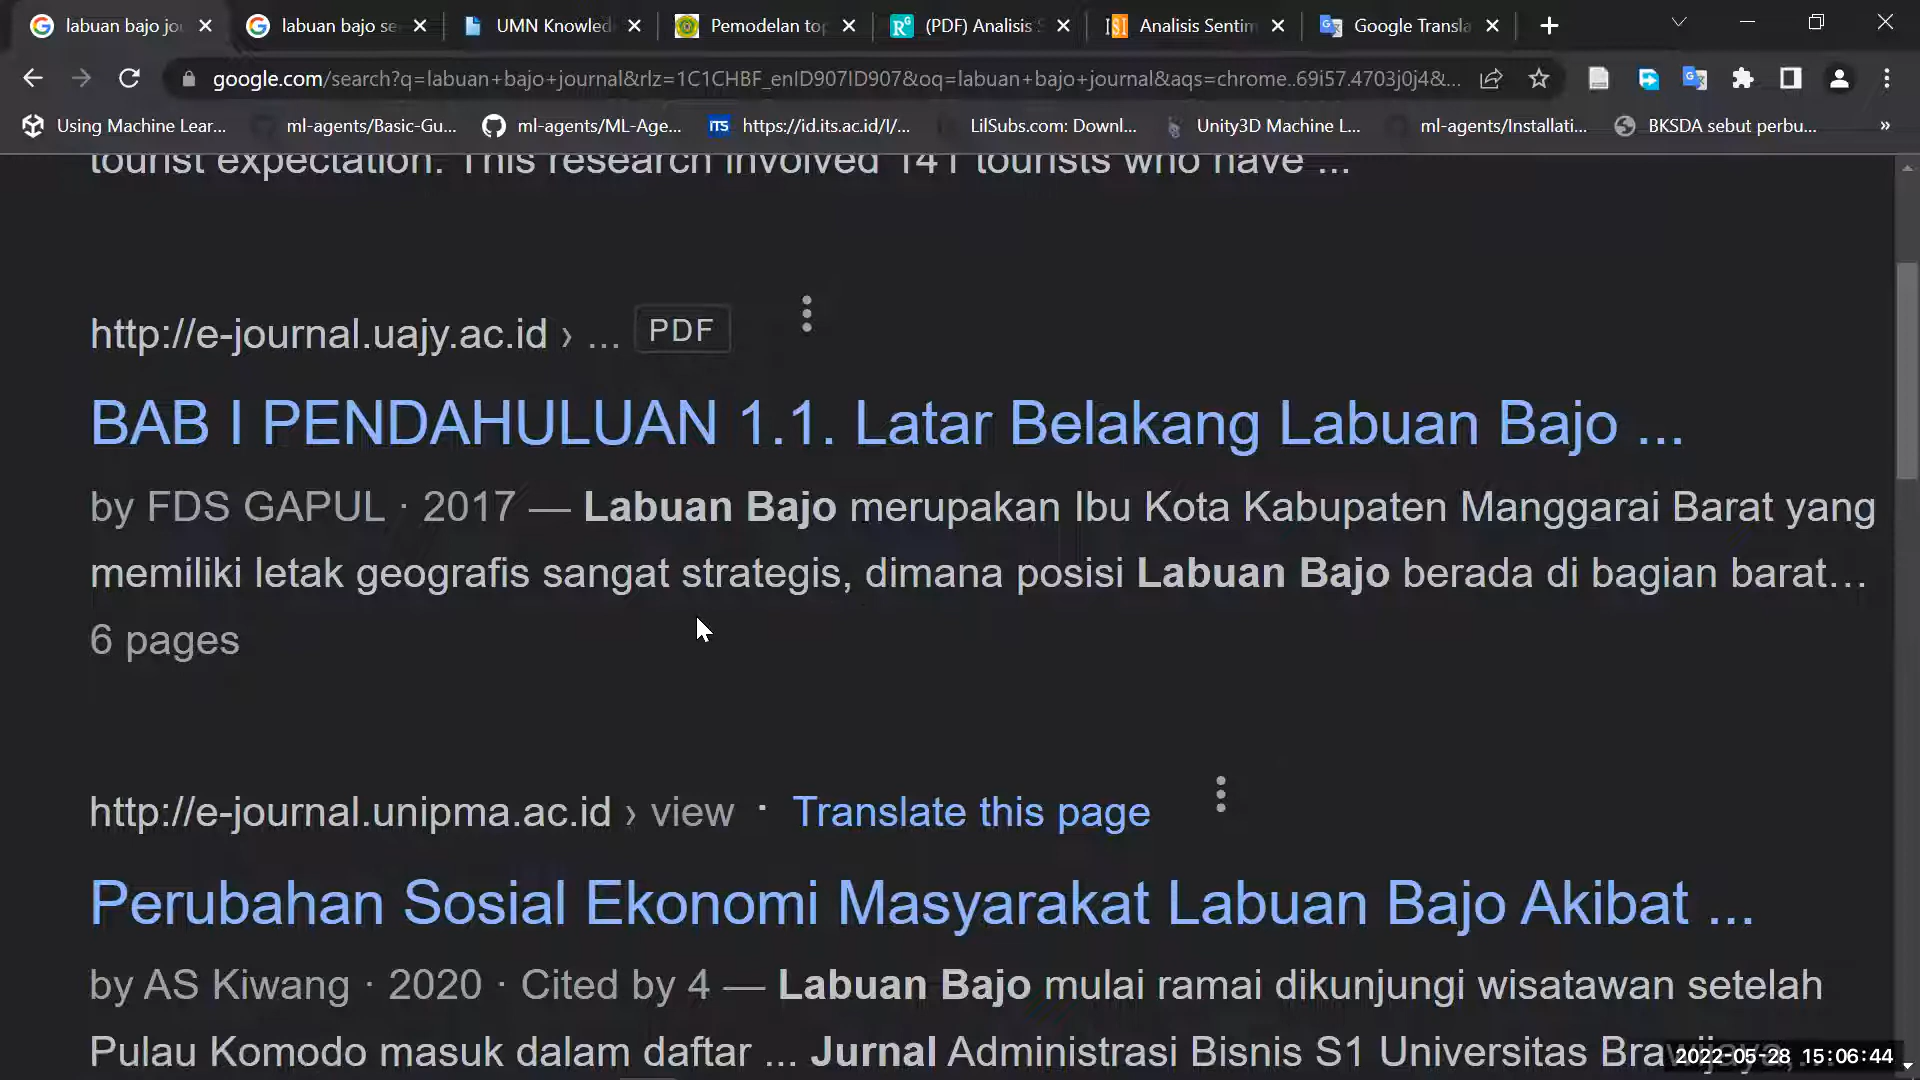 labuan bajo jo
labuan bajo se
UMN Knowled
Pemodelan top
(PDF) Analisis S
Analisis Sentim
Google Transla
google.com/search?q=labuan+bajo+journal&rlz=1C1CHBF_enID907ID907&oq=labuan+bajo+journal&aqs=chrome..69i57.4703j0j4&...
Using Machine Lear...
ml-agents/Basic-Gu...
ml-agents/ML-Age...
ITS
https://id.its.ac.id/I/...
LilSubs.com: Downl...
Unity3D Machine L...
ml-agents/Installati...
BKSDA sebut perbu...
»
tourist expectation. This research involved 141 tourists who have ...
http://e-journal.uajy.ac.id › ... PDF
BAB I PENDAHULUAN 1.1. Latar Belakang Labuan Bajo ...
by FDS GAPUL · 2017 — Labuan Bajo merupakan Ibu Kota Kabupaten Manggarai Barat yang
memiliki letak geografis sangat strategis, dimana posisi Labuan Bajo berada di bagian barat...
6 pages
http://e-journal.unipma.ac.id › view · Translate this page
Perubahan Sosial Ekonomi Masyarakat Labuan Bajo Akibat ...
by AS Kiwang · 2020 · Cited by 4 — Labuan Bajo mulai ramai dikunjungi wisatawan setelah
Pulau Komodo masuk dalam daftar ... Jurnal Administrasi Bisnis S1 Universitas Brawijaya, ...
2022-05-28 15:06:44